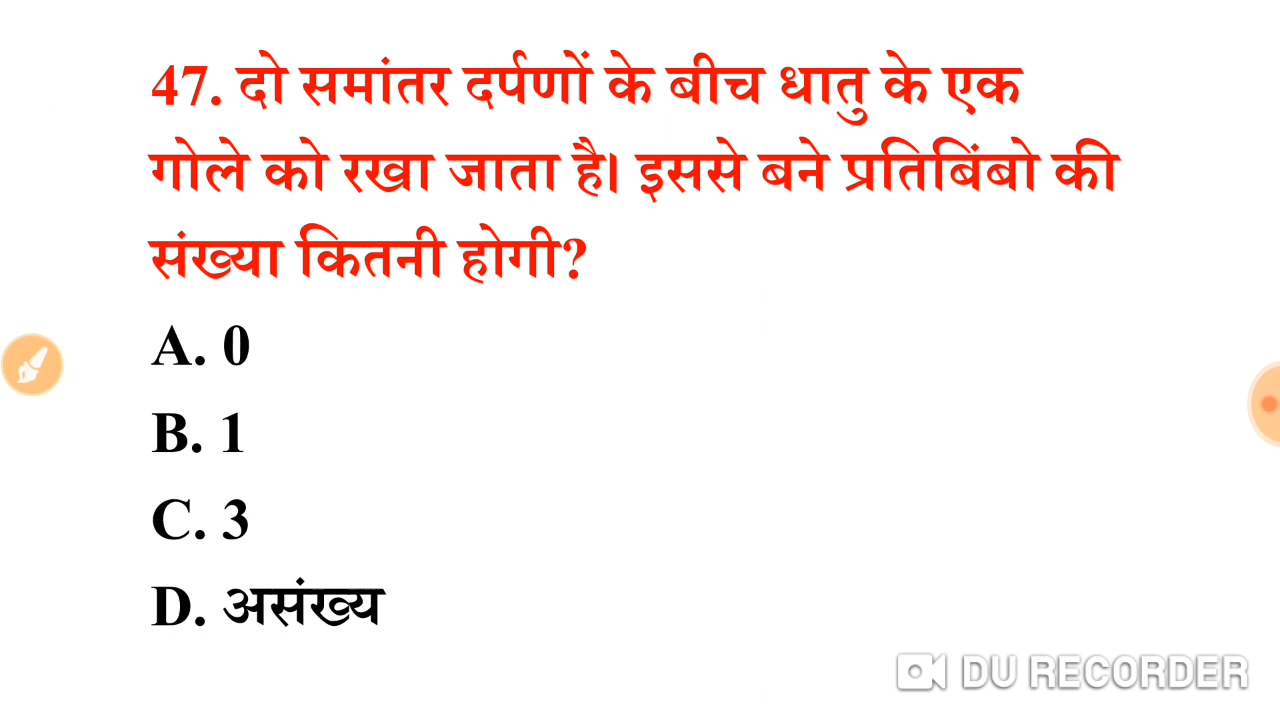 47. दो समांतर दर्पणों के बीच धातु के एक
गोले को रखा जाता है। इससे बने प्रतिबिंबो की
संख्या कितनी होगी?
A. 0
B. 1
C. 3
D. असंख्य
DU RECORDER